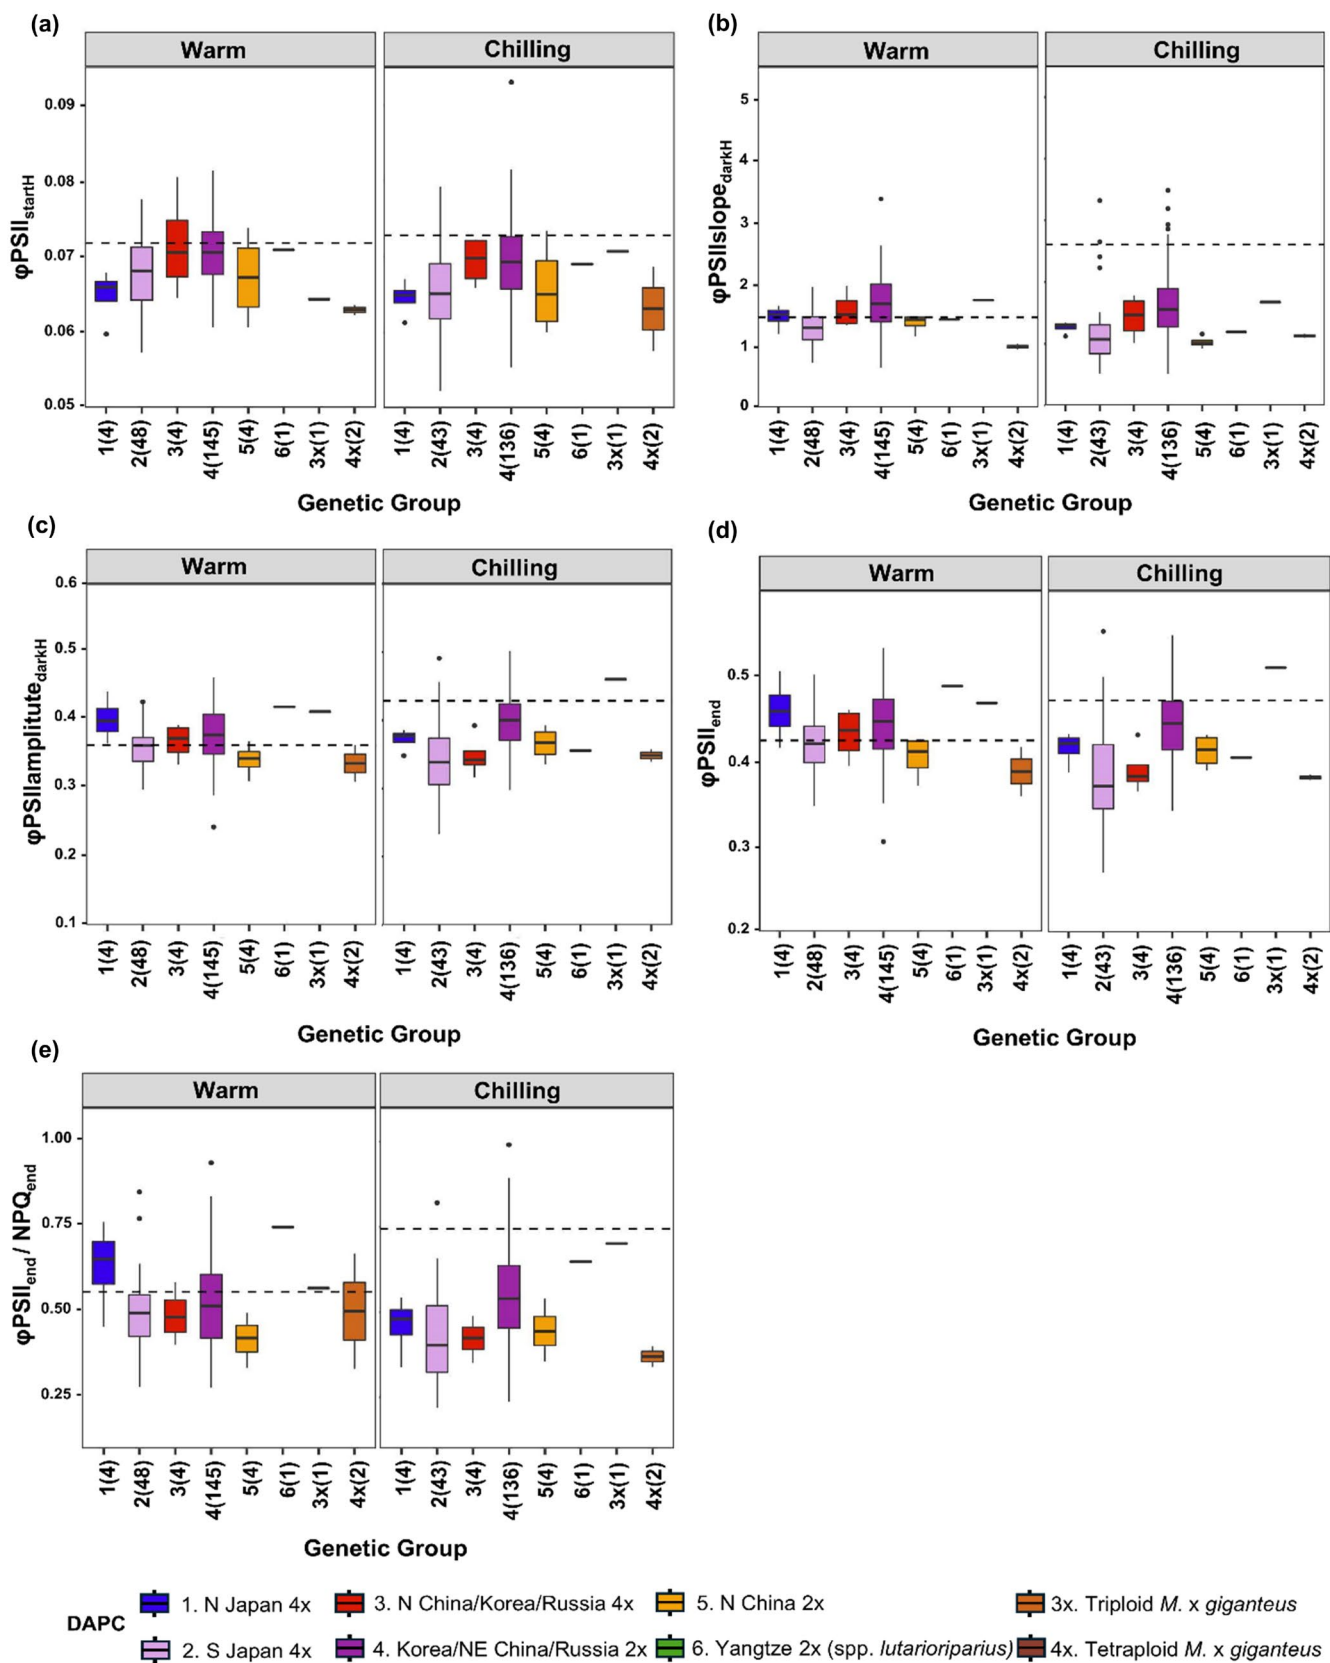 (a)
Warm
Chilling
φPSII startH
0.09
0.08
0.07
0.06
0.05
1(4) 2(48) 3(4) 4(145) 5(4) 6(1) 3x(1) 4x(2)
1(4) 2(43) 3(4) 4(136) 5(4) 6(1) 3x(1) 4x(2)
Genetic Group
(b)
Warm
Chilling
φPSIIslope darkH
5
4
3
2
1
0
1(4) 2(48) 3(4) 4(145) 5(4) 6(1) 3x(1) 4x(2)
1(4) 2(43) 3(4) 4(136) 5(4) 6(1) 3x(1) 4x(2)
Genetic Group
(c)
Warm
Chilling
φPSIIamplitute darkH
0.6
0.5
0.4
0.3
0.2
0.1
1(4) 2(48) 3(4) 4(145) 5(4) 6(1) 3x(1) 4x(2)
1(4) 2(43) 3(4) 4(136) 5(4) 6(1) 3x(1) 4x(2)
Genetic Group
(d)
Warm
Chilling
φPSII end
0.5
0.4
0.3
0.2
1(4) 2(48) 3(4) 4(145) 5(4) 6(1) 3x(1) 4x(2)
1(4) 2(43) 3(4) 4(136) 5(4) 6(1) 3x(1) 4x(2)
Genetic Group
(e)
Warm
Chilling
φPSII end / NPQ end
1.00
0.75
0.50
0.25
1(4) 2(48) 3(4) 4(145) 5(4) 6(1) 3x(1) 4x(2)
1(4) 2(43) 3(4) 4(136) 5(4) 6(1) 3x(1) 4x(2)
Genetic Group
DAPC
1. N Japan 4x
3. N China/Korea/Russia 4x
5. N China 2x
3x. Triploid M. x giganteus
2. S Japan 4x
4. Korea/NE China/Russia 2x
6. Yangtze 2x (spp. lutarioriparius)
4x. Tetraploid M. x giganteus